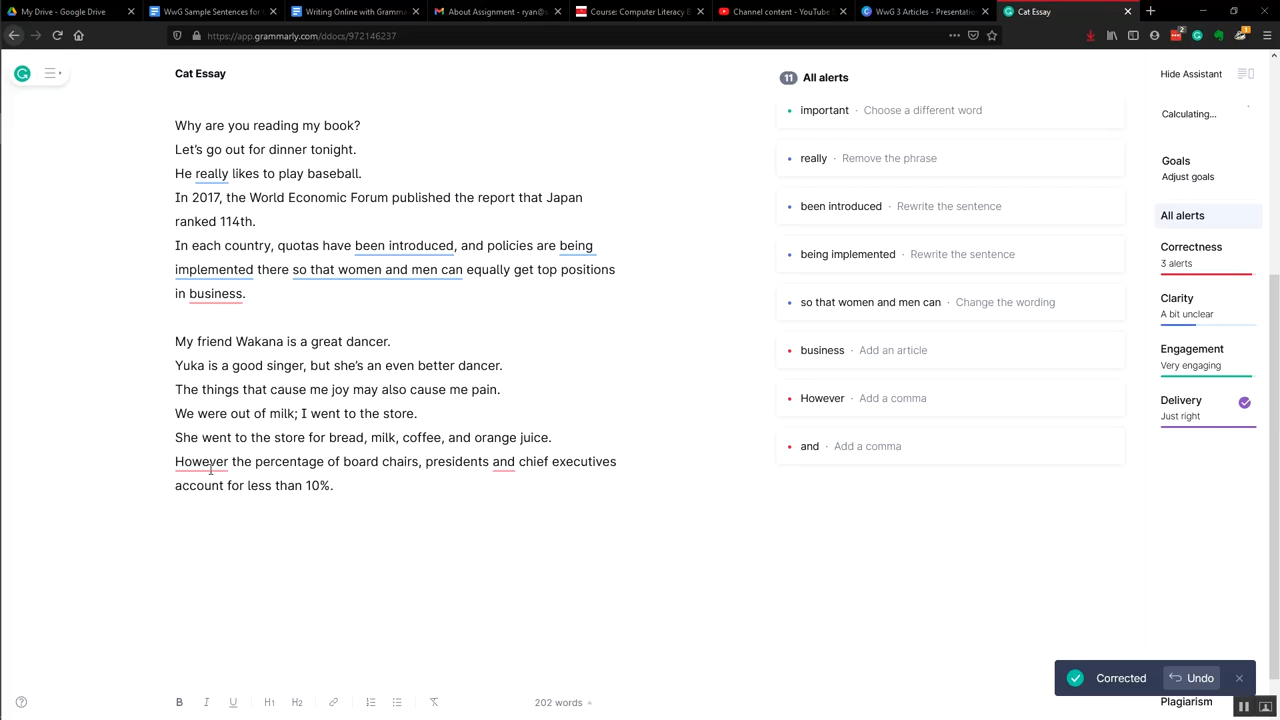 My Drive - Google Drive
WwG Sample Sentences for
Writing Online with Gramma
About Assignment - ryan@s
Course: Computer Literacy
Channel content - YouTube
WwG 3 Articles - Presentatio
Cat Essay
https://app.grammarly.com/ddocs/972146237
Cat Essay
Why are you reading my book?
Let's go out for dinner tonight.
He really likes to play baseball.
In 2017, the World Economic Forum published the report that Japan
ranked 114th.
In each country, quotas have been introduced, and policies are being
implemented there so that women and men can equally get top positions
in business.
My friend Wakana is a great dancer.
Yuka is a good singer, but she's an even better dancer.
The things that cause me joy may also cause me pain.
We were out of milk; I went to the store.
She went to the store for bread, milk, coffee, and orange juice.
However the percentage of board chairs, presidents and chief executives
account for less than 10%.
B I U H1 H2
202 words
11 All alerts
important · Choose a different word
really · Remove the phrase
been introduced · Rewrite the sentence
being implemented · Rewrite the sentence
so that women and men can · Change the wording
business · Add an article
However · Add a comma
and · Add a comma
Hide Assistant
Calculating...
Goals
Adjust goals
All alerts
Correctness
3 alerts
Clarity
A bit unclear
Engagement
Very engaging
Delivery
Just right
Corrected Undo
Plagiarism